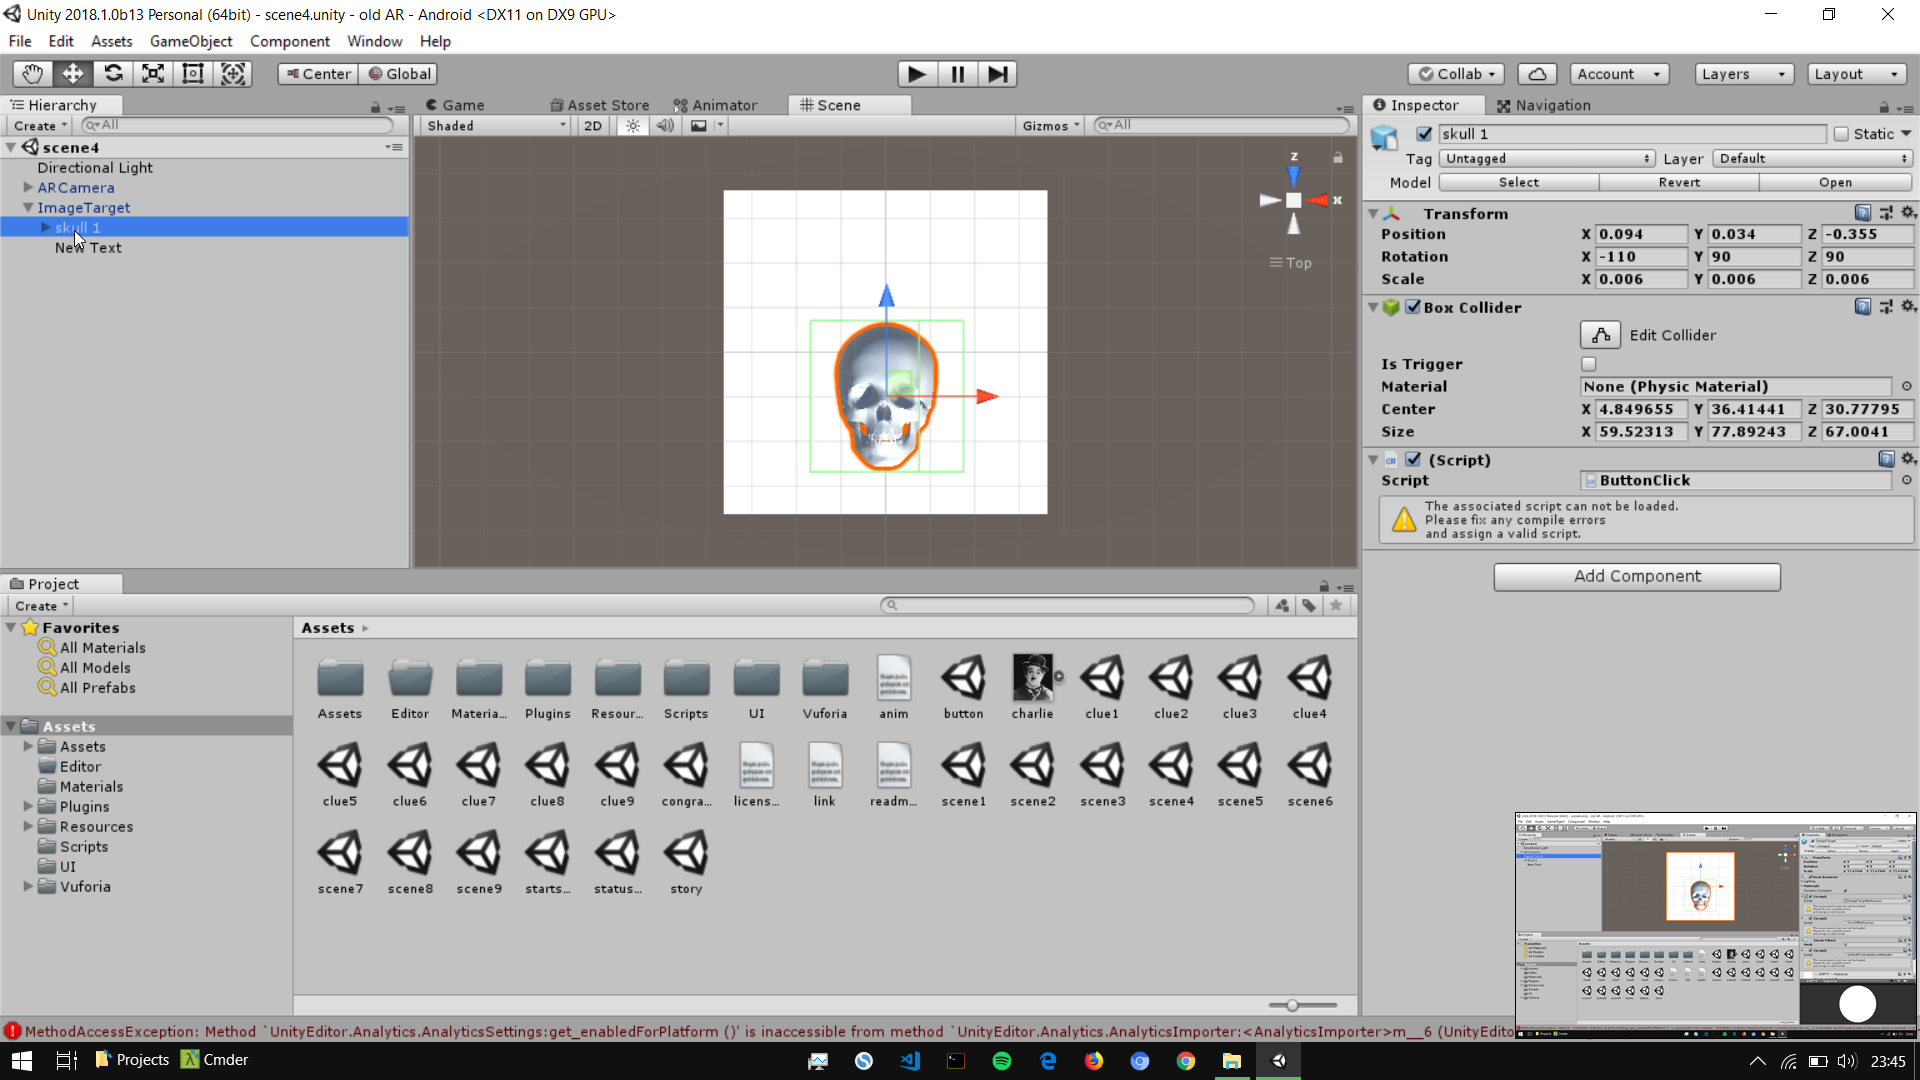 Unity 2018.1.0b13 Personal (64bit) - scene4.unity - old AR - Android <DX11 on DX9 GPU>
File Edit Assets GameObject Component Window Help
Center Global Collab Account Layers Layout
Hierarchy
Create All
scene4
Directional Light
ARCamera
ImageTarget
skull 1
New Text
Game Asset Store Animator Scene
Shaded 2D Gizmos All
z
x
Top
Inspector Navigation
skull 1 Static
Tag Untagged Layer Default
Model Select Revert Open
Transform
Position X 0.094 Y 0.034 Z -0.355
Rotation X -110 Y 90 Z 90
Scale X 0.006 Y 0.006 Z 0.006
Box Collider
Edit Collider
Is Trigger
Material None (Physic Material)
Center X 4.849655 Y 36.41441 Z 30.77795
Size X 59.52313 Y 77.89243 Z 67.0041
(Script)
Script ButtonClick
The associated script can not be loaded.
Please fix any compile errors
and assign a valid script.
Add Component
Project
Create
Favorites
All Materials
All Models
All Prefabs
Assets
Assets
Editor
Materials
Plugins
Resources
Scripts
UI
Vuforia
Assets
Assets Editor Materia... Plugins Resour... Scripts UI Vuforia anim button charlie clue1 clue2 clue3 clue4
clue5 clue6 clue7 clue8 clue9 congra... licens... link readm... scene1 scene2 scene3 scene4 scene5 scene6
scene7 scene8 scene9 starts... status... story
MethodAccessException: Method `UnityEditor.Analytics.AnalyticsSettings:get_enabledForPlatform ()' is inaccessible from method `UnityEditor.Analytics.AnalyticsImporter:<AnalyticsImporter>m__6 (UnityEdito
Projects Cmder 23:45